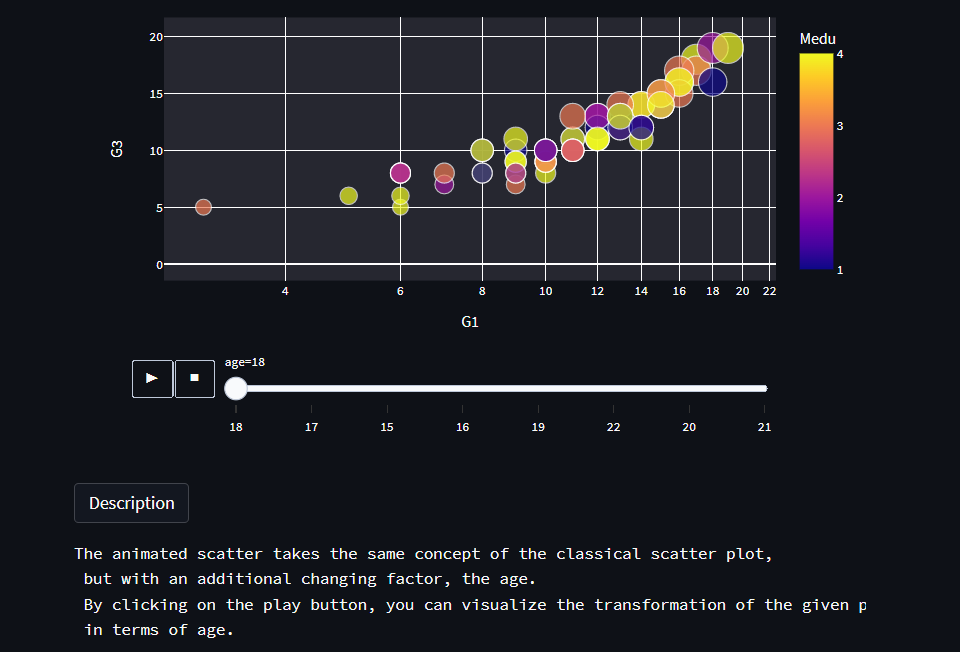 Medu
20
15
10
5
0
G3
4
3
2
1
4 6 8 10 12 14 16 18 20 22
G1
age=18
18 17 15 16 19 22 20 21
Description
The animated scatter takes the same concept of the classical scatter plot,
but with an additional changing factor, the age.
By clicking on the play button, you can visualize the transformation of the given
in terms of age.